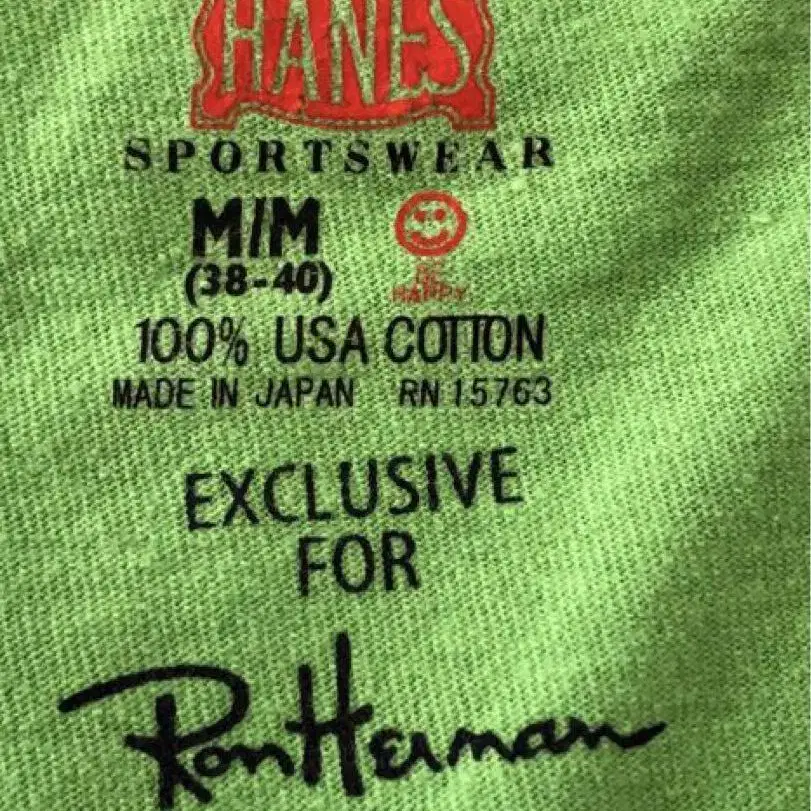 HANES
SPORTSWEAR
M/M
(38-40)
BE
HAPPY
100% USA COTTON
MADE IN JAPAN RN 15763
EXCLUSIVE
FOR
Ron Herman